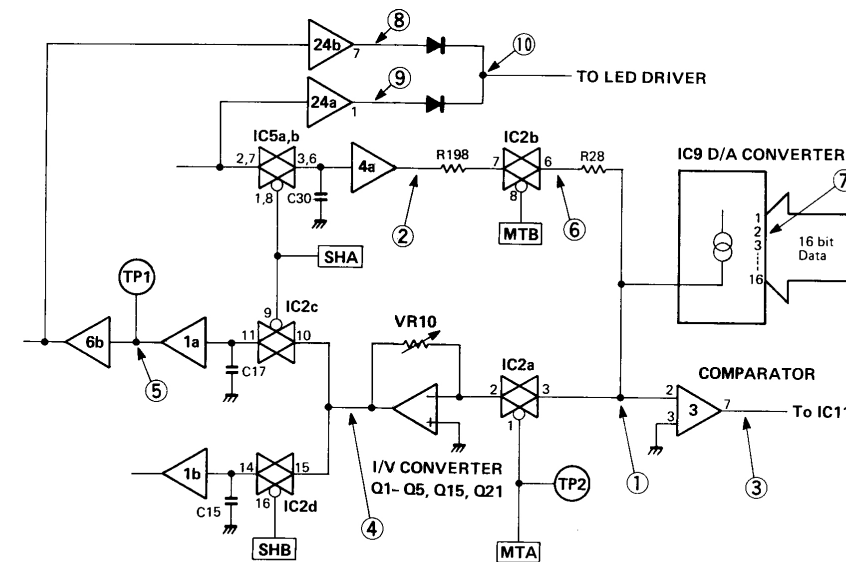 24b
7
8
10
TO LED DRIVER
24a
1
9
IC5a,b
IC2b
2,7
3,6
4a
R198
7
6
R28
IC9 D/A CONVERTER
1,8
C30
8
MTB
2
6
1
2
3
16
7
16 bit
Data
SHA
TP1
9
IC2c
VR10
6b
1a
11
10
IC2a
COMPARATOR
5
C17
2
3
2
3
7
To IC11
1
3
1b
14
15
I/V CONVERTER
Q1– Q5, Q15, Q21
4
1
3
C15
16
IC2d
TP2
SHB
MTA